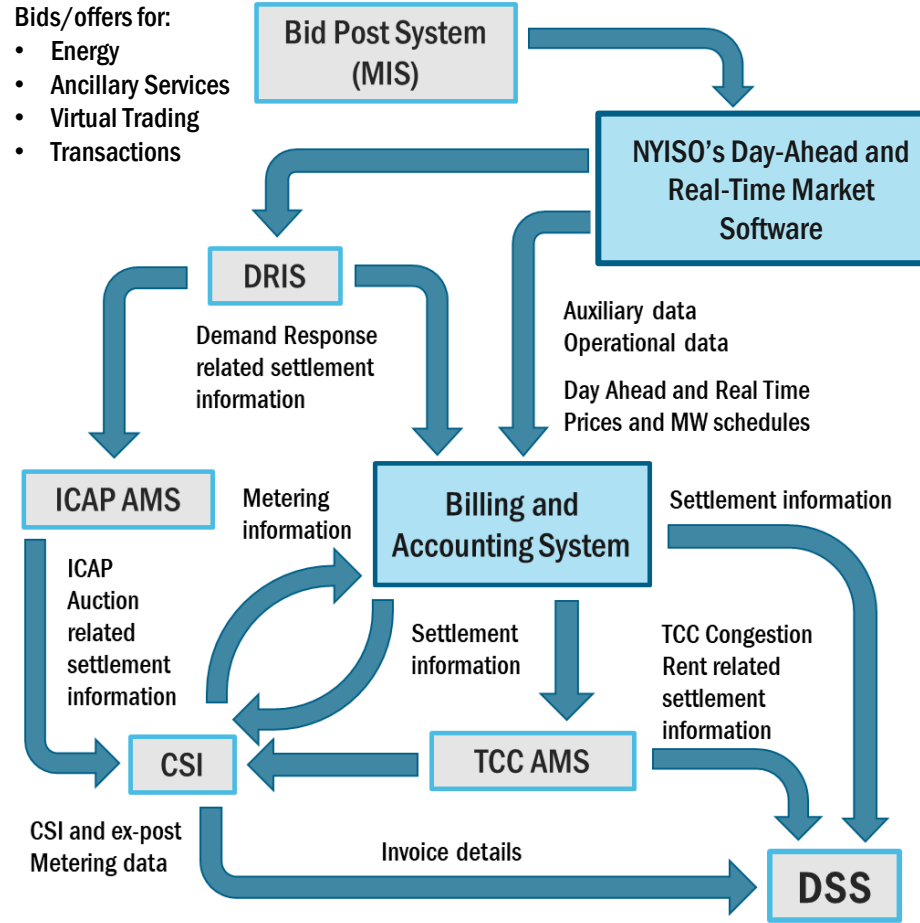 Bids/offers for:
• Energy
• Ancillary Services
• Virtual Trading
• Transactions
Bid Post System
(MIS)
NYISO's Day-Ahead and
Real-Time Market
Software
DRIS
Demand Response
related settlement
information
Auxiliary data
Operational data
Day Ahead and Real Time
Prices and MW schedules
ICAP AMS
Metering
information
Billing and
Accounting System
Settlement information
ICAP
Auction
related
settlement
information
Settlement
information
TCC Congestion
Rent related
settlement
information
CSI
TCC AMS
CSI and ex-post
Metering data
Invoice details
DSS